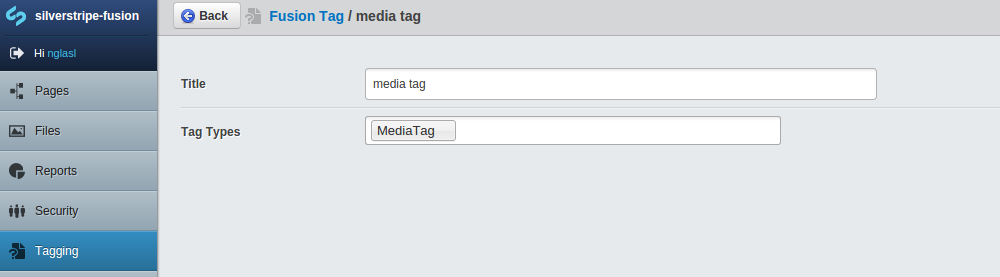 silverstripe-fusion
Back
Fusion Tag / media tag
Hi nglasl
Pages
Files
Reports
Security
Tagging
Title
media tag
Tag Types
MediaTag